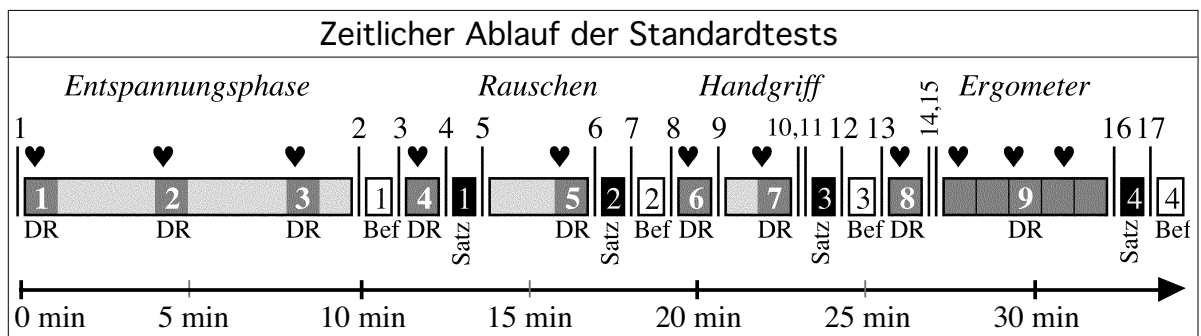 Zeitlicher Ablauf der Standardtests
Entspannungsphase Rauschen Handgriff Ergometer
1 2 3 4 5 6 7 8 9 10,11 12 13 14,15 16 17
1 2 3 1 4 1 5 2 2 6 7 3 3 8 9 4 4
DR DR DR Bef DR Satz DR Satz Bef DR DR Satz Bef DR DR Satz Bef
0 min 5 min 10 min 15 min 20 min 25 min 30 min